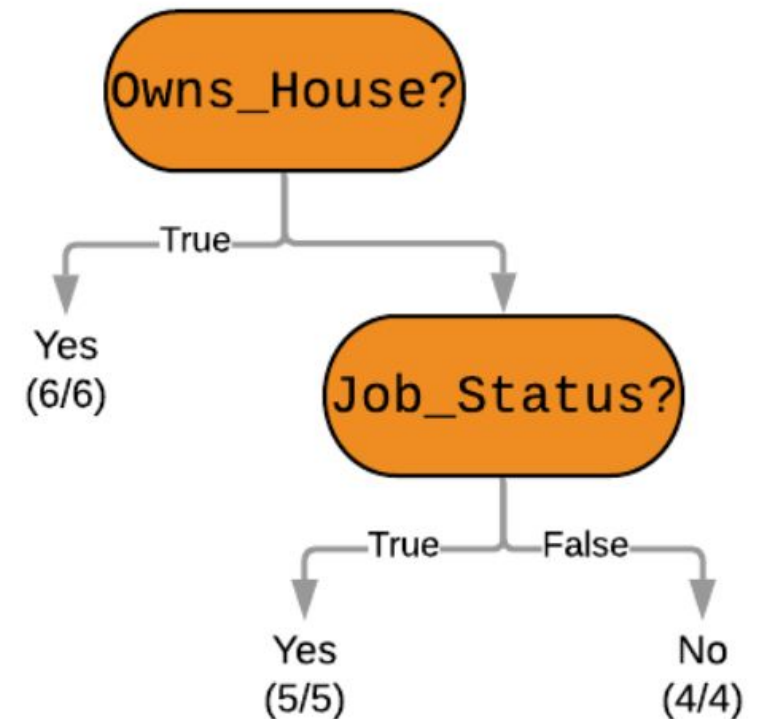 Owns_House?
True
Yes
(6/6)
Job_Status?
True
False
Yes
(5/5)
No
(4/4)